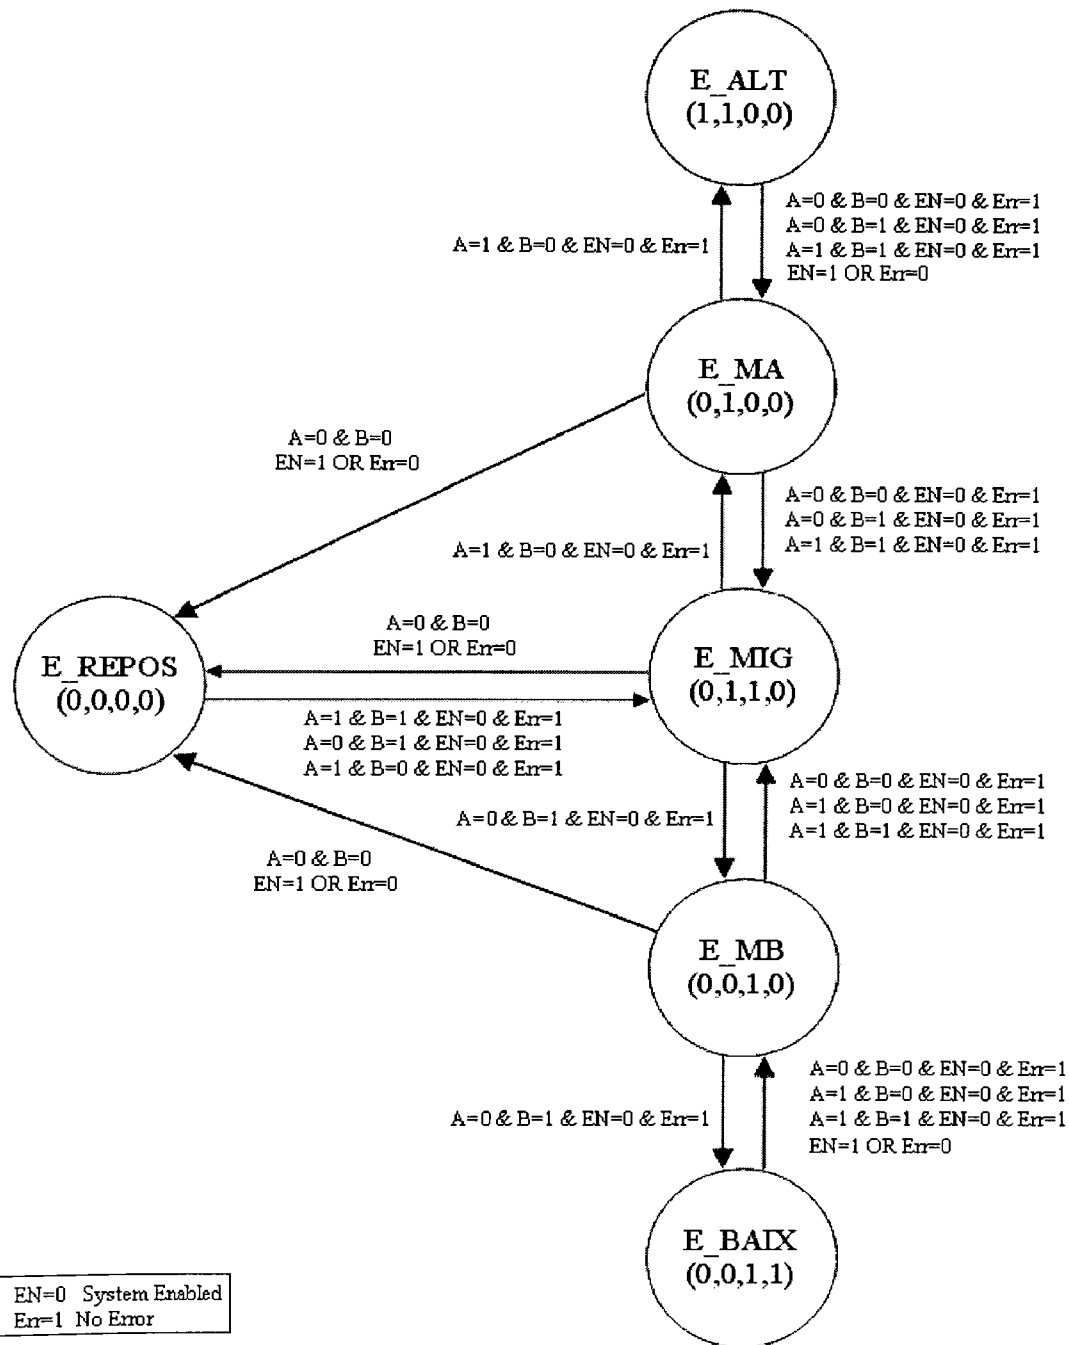 E_ALT
(1,1,0,0)
A=1 & B=0 & EN=0 & Err=1
A=0 & B=0 & EN=0 & Err=1
A=0 & B=1 & EN=0 & Err=1
A=1 & B=1 & EN=0 & Err=1
EN=1 OR Err=0
E_MA
(0,1,0,0)
A=0 & B=0
EN=1 OR Err=0
A=1 & B=0 & EN=0 & Err=1
A=0 & B=0 & EN=0 & Err=1
A=0 & B=1 & EN=0 & Err=1
A=1 & B=1 & EN=0 & Err=1
E_REPOS
(0,0,0,0)
A=0 & B=0
EN=1 OR Err=0
E_MIG
(0,1,1,0)
A=1 & B=1 & EN=0 & Err=1
A=0 & B=1 & EN=0 & Err=1
A=1 & B=0 & EN=0 & Err=1
A=0 & B=1 & EN=0 & Err=1
A=0 & B=0 & EN=0 & Err=1
A=1 & B=0 & EN=0 & Err=1
A=1 & B=1 & EN=0 & Err=1
A=0 & B=0
EN=1 OR Err=0
E_MB
(0,0,1,0)
A=0 & B=1 & EN=0 & Err=1
A=0 & B=0 & EN=0 & Err=1
A=1 & B=0 & EN=0 & Err=1
A=1 & B=1 & EN=0 & Err=1
EN=1 OR Err=0
E_BAIX
(0,0,1,1)
EN=0 System Enabled
Err=1 No Error